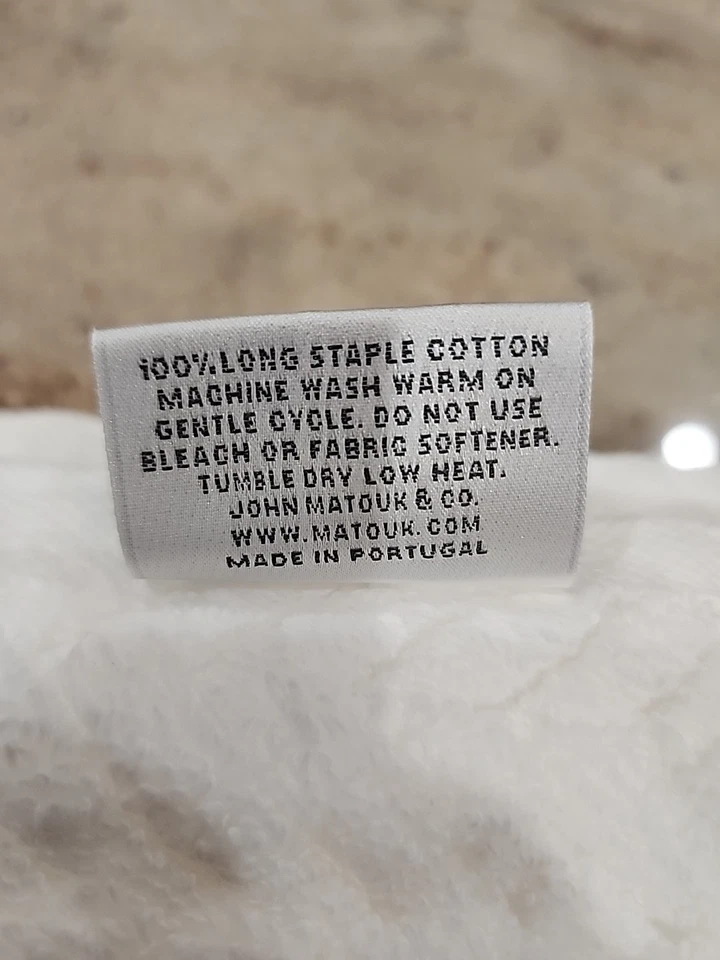 100% LONG STAPLE COTTON
MACHINE WASH WARM ON
GENTLE CYCLE. DO NOT USE
BLEACH OR FABRIC SOFTENER.
TUMBLE DRY LOW HEAT.
JOHN MATOUK & CO.
WWW.MATOUK.COM
MADE IN PORTUGAL